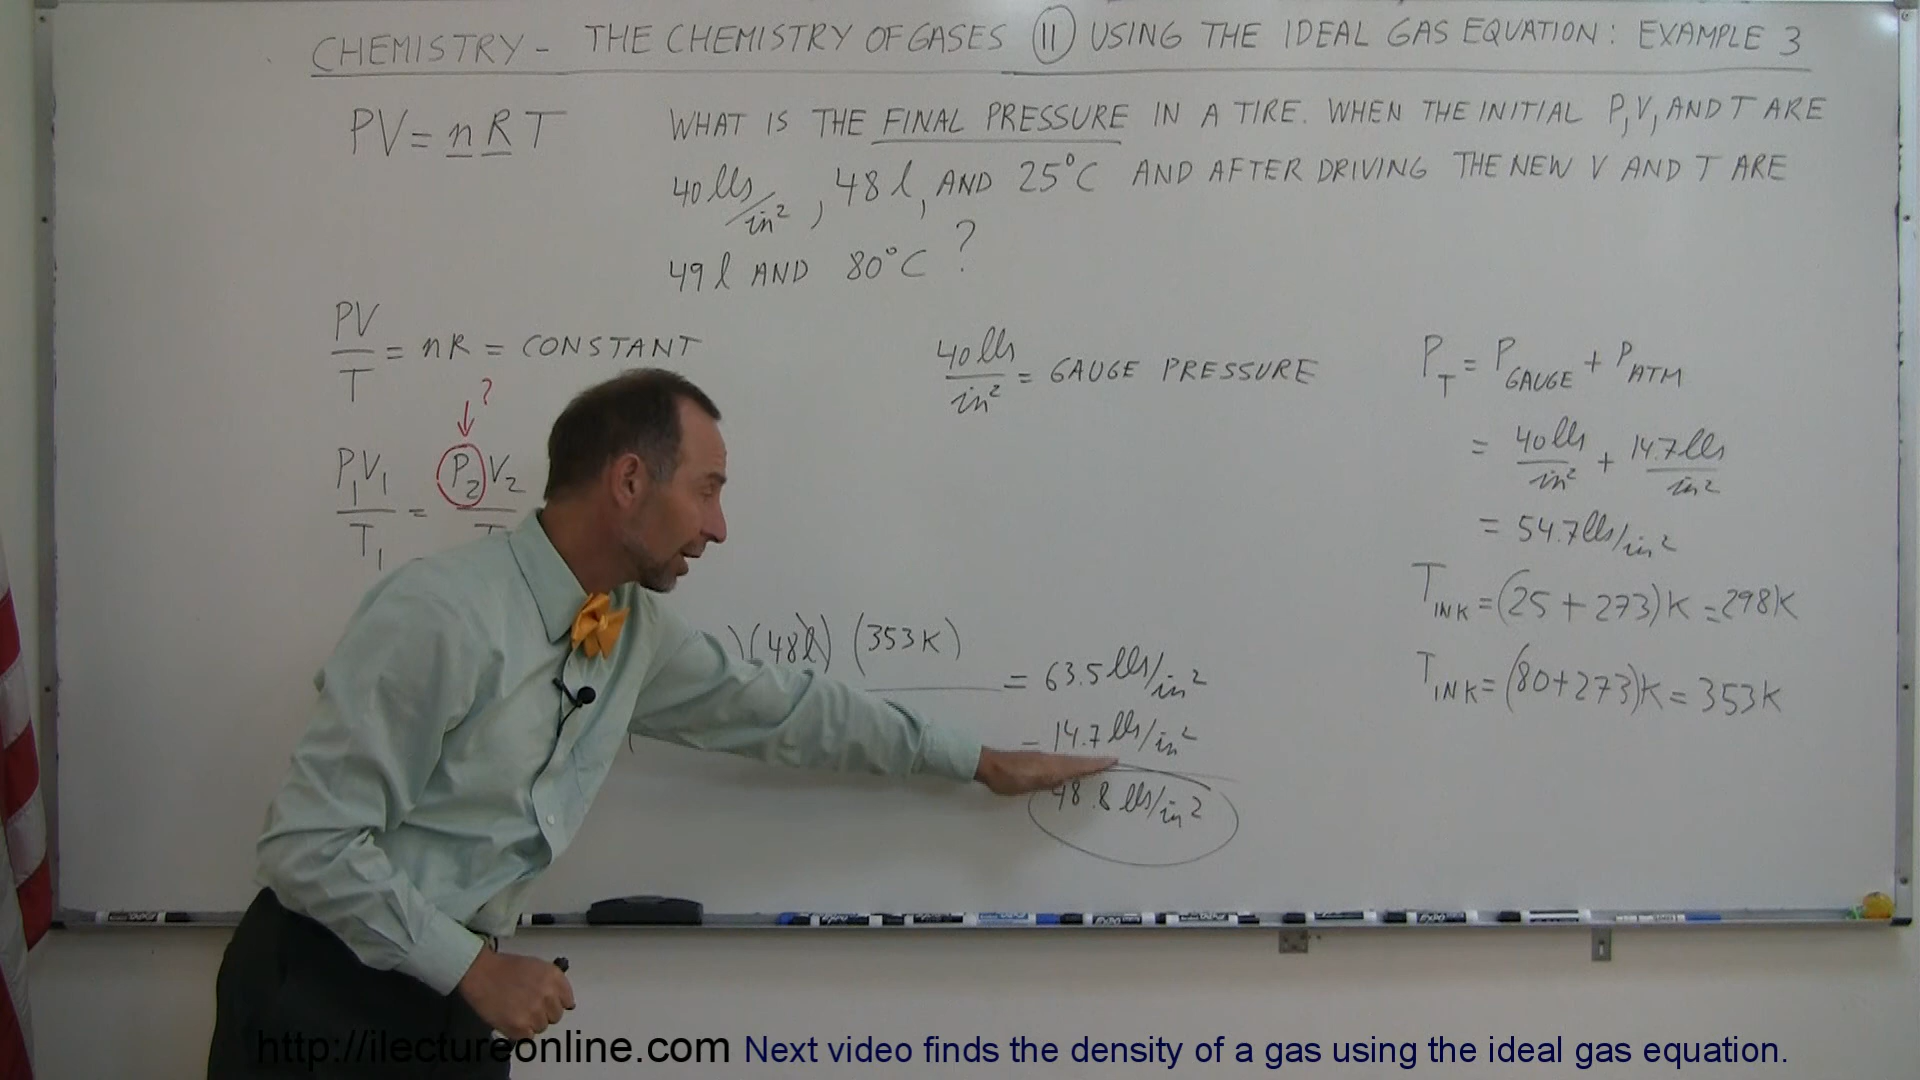 CHEMISTRY - THE CHEMISTRY OF GASES 11 USING THE IDEAL GAS EQUATION: EXAMPLE 3
PV = nRT
WHAT IS THE FINAL PRESSURE IN A TIRE. WHEN THE INITIAL P, V, AND T ARE
40 lbs/in², 48 l, AND 25°C AND AFTER DRIVING THE NEW V AND T ARE
49 l AND 80°C ?
PV/T = nR = CONSTANT
?
P₁V₁/T₁ = P₂V₂/T
40 lbs/in² = GAUGE PRESSURE
P_T = P_GAUGE + P_ATM
= 40 lbs/in² + 14.7 lbs/in²
= 54.7 lbs/in²
T IN K = (25 + 273)K = 298K
T IN K = (80 + 273)K = 353K
)(48 l)(353K)
= 63.5 lbs/in²
- 14.7 lbs/in²
48.8 lbs/in²
http://ilectureonline.com Next video finds the density of a gas using the ideal gas equation.